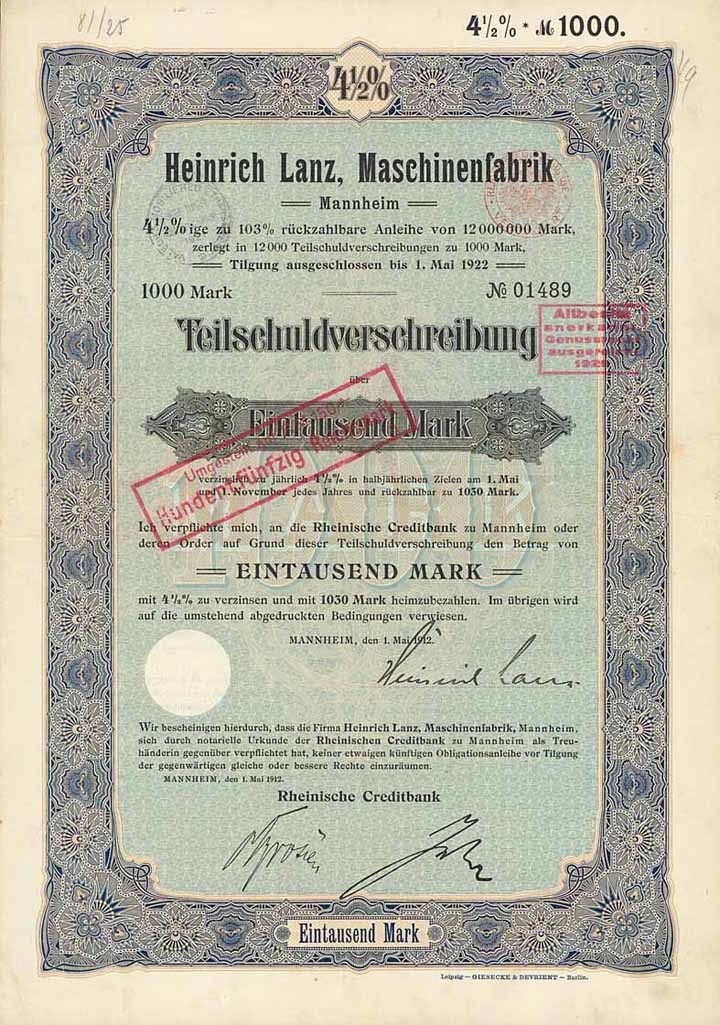 81/25
4½% * ℳ 1000.
4½%
Heinrich Lanz, Maschinenfabrik
Mannheim
4½%ige zu 103% rückzahlbare Anleihe von 12 000 000 Mark,
zerlegt in 12 000 Teilschuldverschreibungen zu 1000 Mark,
Tilgung ausgeschlossen bis 1. Mai 1922
1000 Mark
№ 01489
Teilschuldverschreibung
über
Eintausend Mark
Umgestellt auf
Hundertfünfzig Reichsmark
verzinslich zu jährlich 4½% in halbjährlichen Zielen am 1. Mai
und 1. November jedes Jahres und rückzahlbar zu 1030 Mark.
Ich verpflichte mich, an die Rheinische Creditbank zu Mannheim oder
deren Order auf Grund dieser Teilschuldverschreibung den Betrag von
EINTAUSEND MARK
mit 4½% zu verzinsen und mit 1030 Mark heimzubezahlen. Im übrigen wird
auf die umstehend abgedruckten Bedingungen verwiesen.
MANNHEIM, den 1. Mai 1912.
Heinrich Lanz
Wir bescheinigen hierdurch, dass die Firma Heinrich Lanz, Maschinenfabrik, Mannheim,
sich durch notarielle Urkunde der Rheinischen Creditbank zu Mannheim als Treu-
händerin gegenüber verpflichtet hat, keiner etwaigen künftigen Obligationsanleihe vor Tilgung
der gegenwärtigen gleiche oder bessere Rechte einzuräumen.
MANNHEIM, den 1. Mai 1912.
Rheinische Creditbank
Eintausend Mark
Leipzig — GIESECKE & DEVRIENT — Berlin.